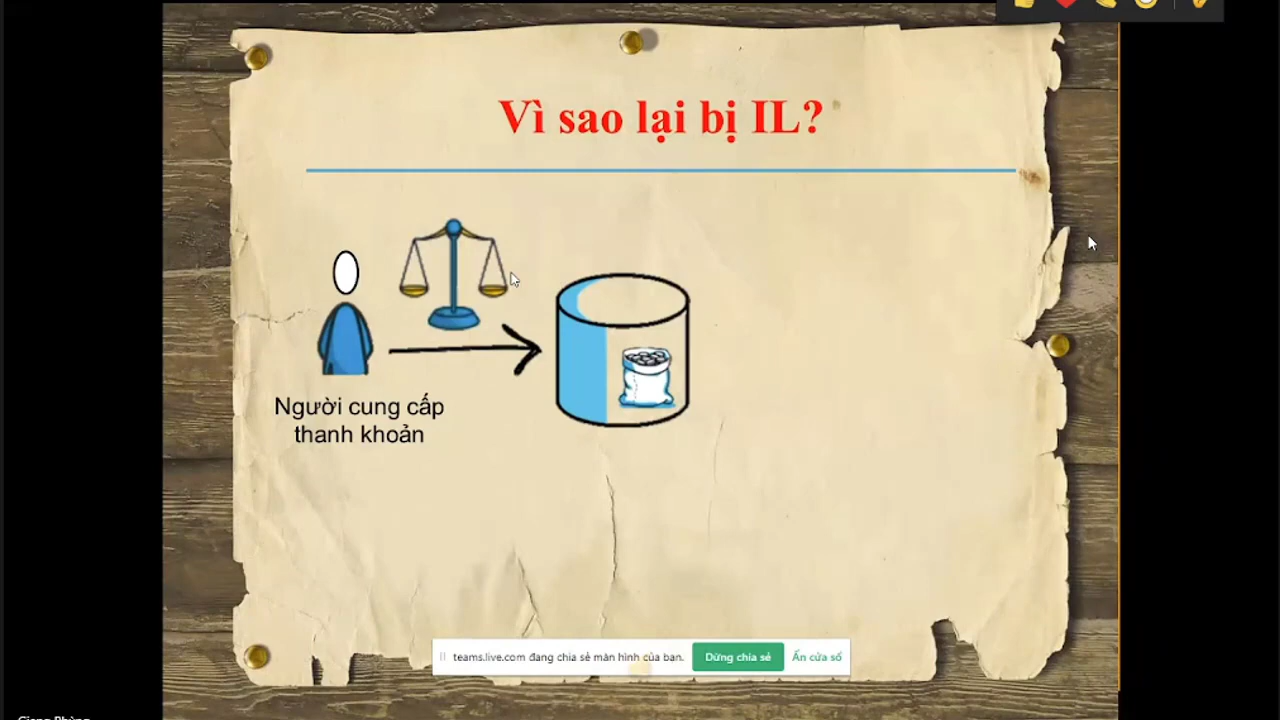 Vì sao lại bị IL?
Người cung cấp
thanh khoản
teams.live.com đang chia sẻ màn hình của bạn.
Dừng chia sẻ
Ẩn cửa sổ